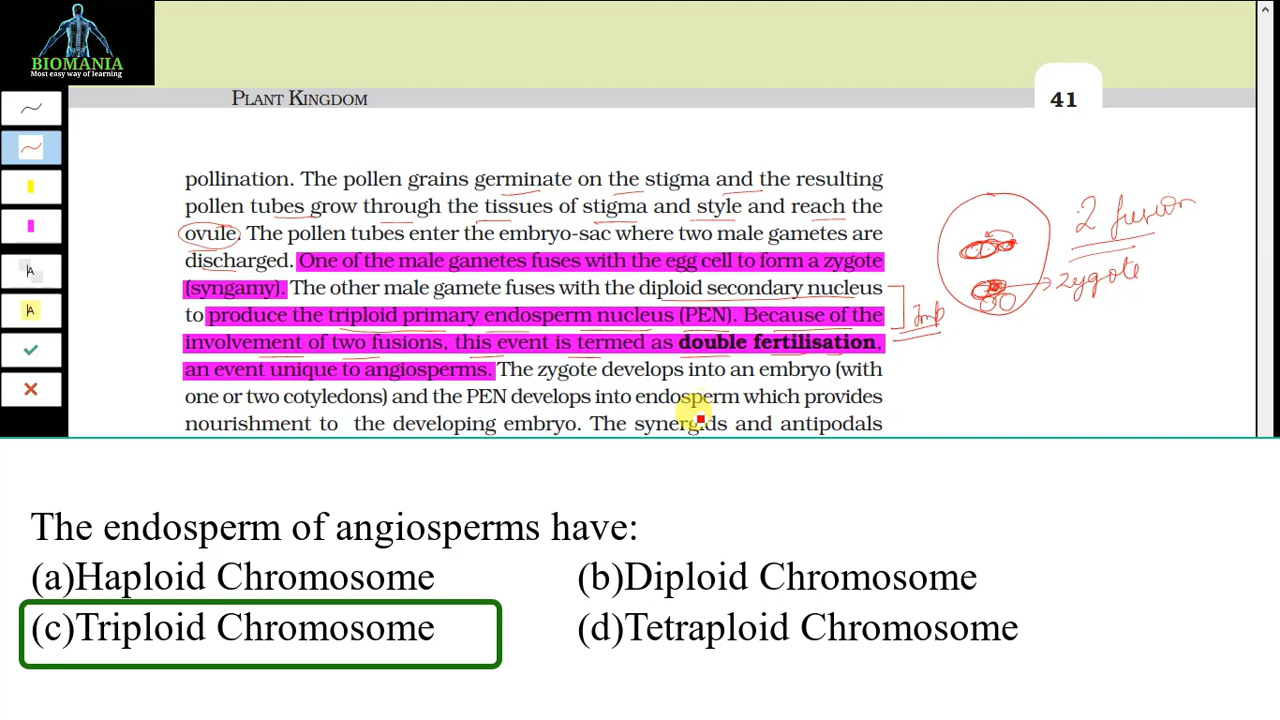 BIOMANIA
Most easy way of learning
PLANT KINGDOM
41
pollination. The pollen grains germinate on the stigma and the resulting
pollen tubes grow through the tissues of stigma and style and reach the
ovule. The pollen tubes enter the embryo-sac where two male gametes are
discharged. One of the male gametes fuses with the egg cell to form a zygote
(syngamy). The other male gamete fuses with the diploid secondary nucleus
to produce the triploid primary endosperm nucleus (PEN). Because of the
involvement of two fusions, this event is termed as double fertilisation,
an event unique to angiosperms. The zygote develops into an embryo (with
one or two cotyledons) and the PEN develops into endosperm which provides
nourishment to the developing embryo. The synergids and antipodals
2 fusion
zygote
Imp
The endosperm of angiosperms have:
(a)Haploid Chromosome
(b)Diploid Chromosome
(c)Triploid Chromosome
(d)Tetraploid Chromosome